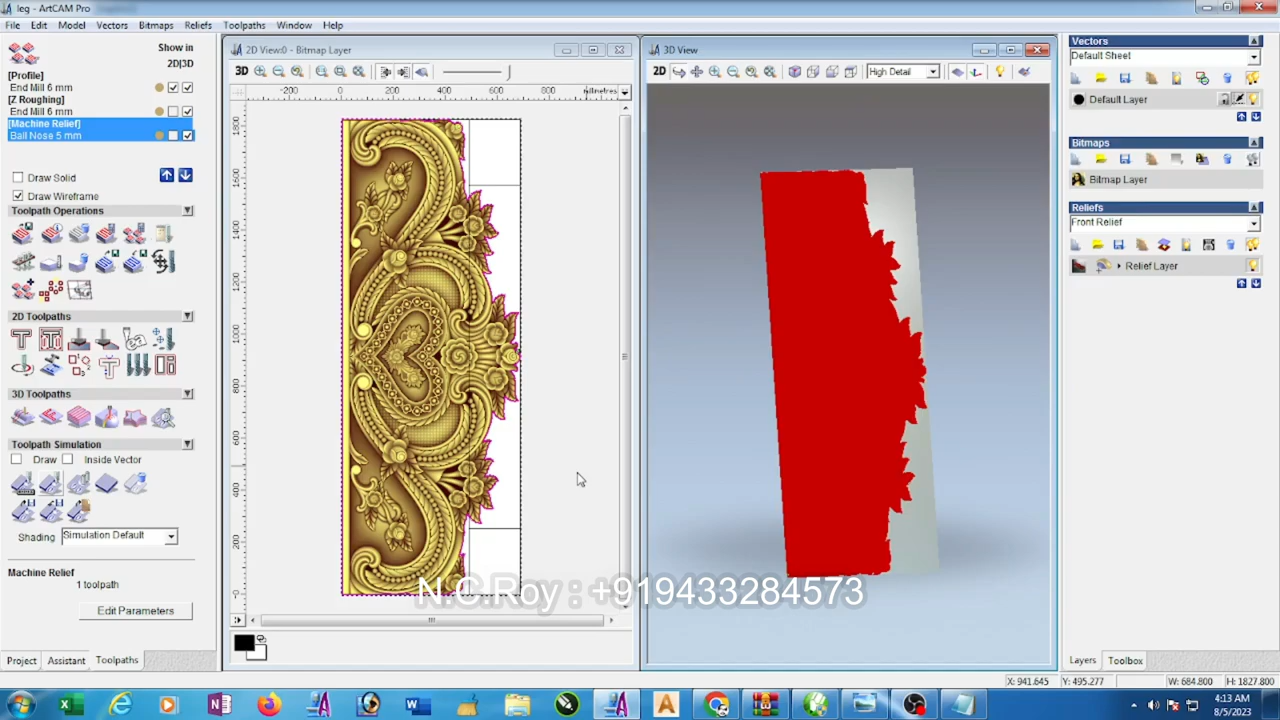 leg - ArtCAM Pro
File Edit Model Vectors Bitmaps Reliefs Toolpaths Window Help
Show in
2D|3D
[Profile]
End Mill 6 mm
[Z Roughing]
End Mill 6 mm
[Machine Relief]
Ball Nose 5 mm
Draw Solid
Draw Wireframe
Toolpath Operations
2D Toolpaths
3D Toolpaths
Toolpath Simulation
Draw Inside Vector
Shading Simulation Default
Machine Relief
1 toolpath
Edit Parameters
Project Assistant Toolpaths
2D View:0 - Bitmap Layer
3D
-200 0 200 400 600 800 millimetres
1800
1600
1400
1200
1000
800
600
400
200
3D View
2D High Detail
N.C.Roy : +919433284573
Vectors
Default Sheet
Default Layer
Bitmaps
Bitmap Layer
Reliefs
Front Relief
Relief Layer
Layers Toolbox
X: 941.645 Y: 495.277 W: 684.800 H: 1827.800
4:13 AM
8/5/2023